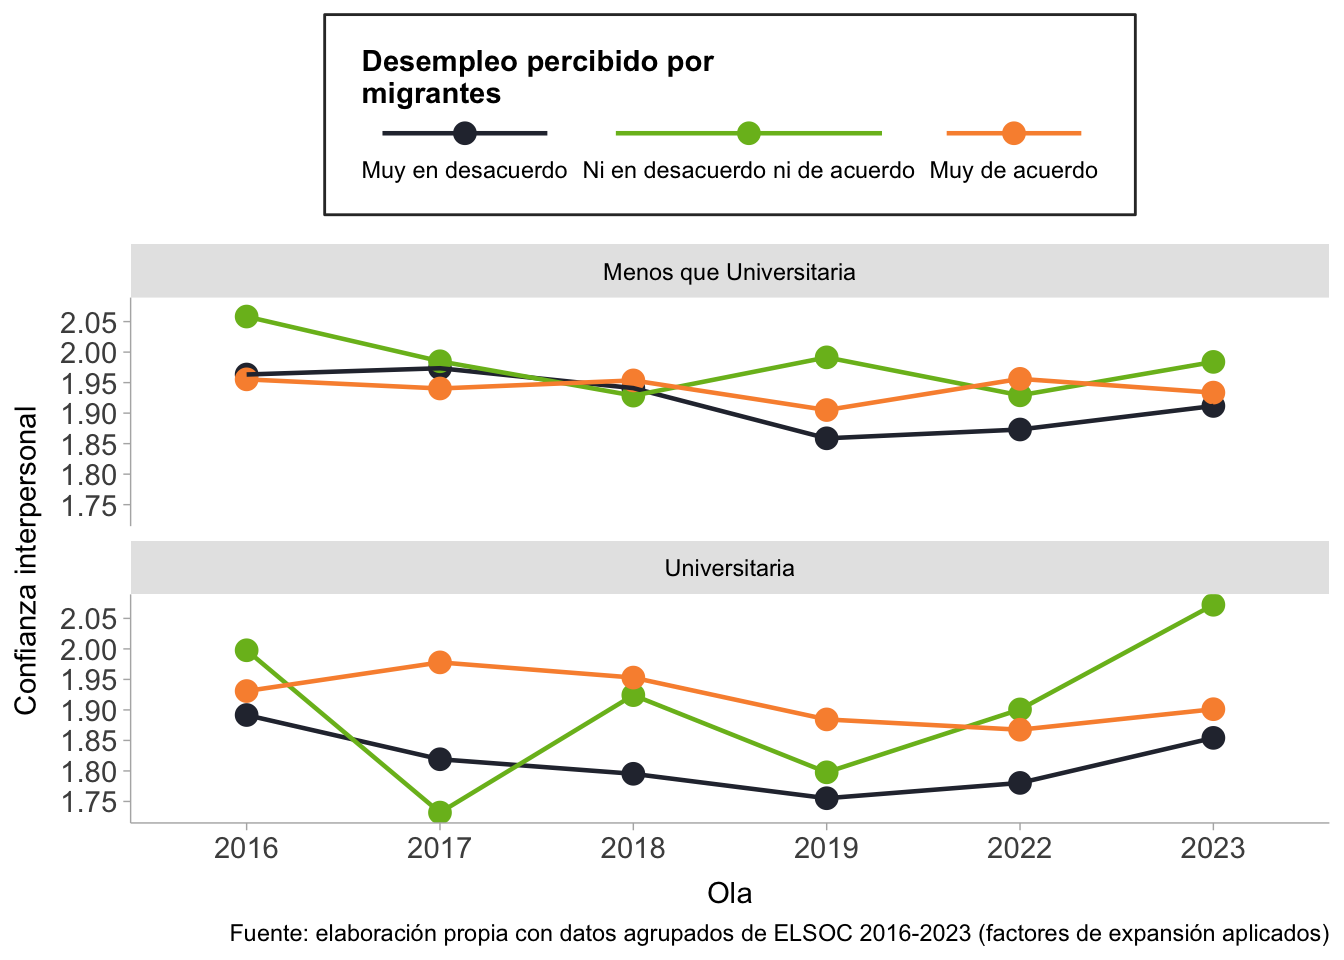 Desempleo percibido por
migrantes
Muy en desacuerdo Ni en desacuerdo ni de acuerdo Muy de acuerdo
Menos que Universitaria
2.05
2.00
1.95
1.90
1.85
1.80
1.75
Universitaria
2.05
2.00
1.95
1.90
1.85
1.80
1.75
Confianza interpersonal
2016 2017 2018 2019 2022 2023
Ola
Fuente: elaboración propia con datos agrupados de ELSOC 2016-2023 (factores de expansión aplicados)